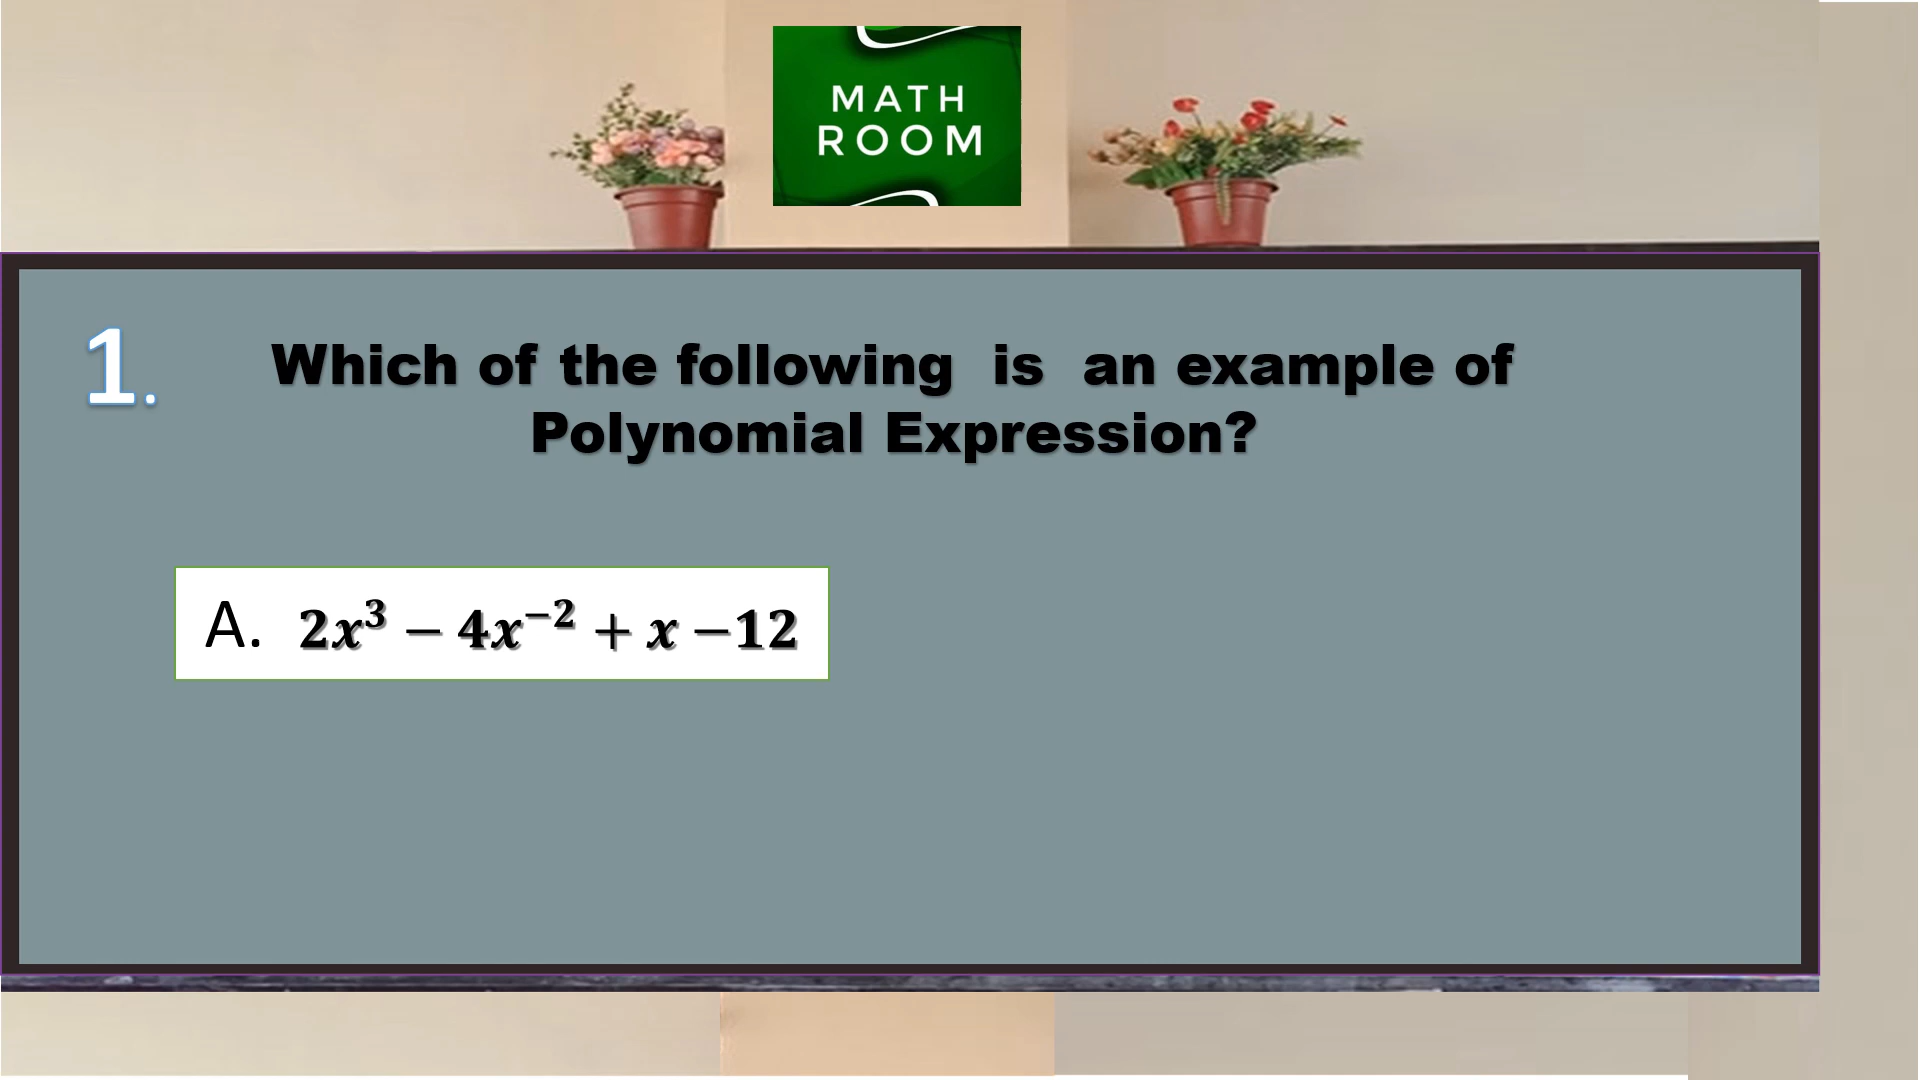 MATH
ROOM
1.
Which of the following is an example of
Polynomial Expression?
A. 2x³ − 4x⁻² + x −12